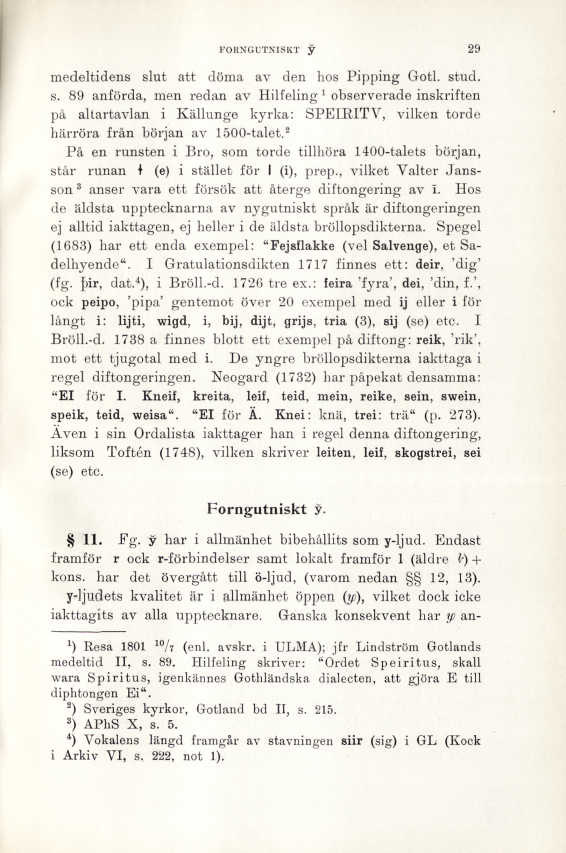 FORNGUTNISKT y̆ 29
medeltidens slut att döma av den hos Pipping Gotl. stud.
s. 89 anförda, men redan av Hilfeling¹ observerade inskriften
på altartavlan i Källunge kyrka: SPEIRITV, vilken torde
härröra från början av 1500-talet.²
På en runsten i Bro, som torde tillhöra 1400-talets början,
står runan ᚋ (e) i stället för ᛁ (i), prep., vilket Valter Jans-
son³ anser vara ett försök att återge diftongering av ī. Hos
de äldsta upptecknarna av nygutniskt språk är diftongeringen
ej alltid iakttagen, ej heller i de äldsta bröllopsdikterna. Spegel
(1683) har ett enda exempel: “Fejsflakke (vel Salvenge), et Sa-
delhyende“. I Gratulationsdikten 1717 finnes ett: deir, 'dig'
(fg. þīr, dat.⁴), i Bröll.-d. 1726 tre ex.: feira 'fyra', dei, 'din, f.',
ock peipo, 'pipa' gentemot över 20 exempel med ij eller i för
långt i: lijti, wigd, i, bij, dijt, grijs, tria (3), sij (se) etc. I
Bröll.-d. 1738 a finnes blott ett exempel på diftong: reik, 'rik',
mot ett tjugotal med i. De yngre bröllopsdikterna iakttaga i
regel diftongeringen. Neogard (1732) har påpekat densamma:
“EI för I. Kneif, kreita, leif, teid, mein, reike, sein, swein,
speik, teid, weisa“. “EI för Ä. Knei: knä, trei: trä“ (p. 273).
Även i sin Ordalista iakttager han i regel denna diftongering,
liksom Toftén (1748), vilken skriver leiten, leif, skogstrei, sei
(se) etc.
Forngutniskt y̆.
§ 11. Fg. y̆ har i allmänhet bibehållits som y-ljud. Endast
framför r ock r-förbindelser samt lokalt framför l (äldre ł) +
kons. har det övergått till ö-ljud, (varom nedan §§ 12, 13).
y-ljudets kvalitet är i allmänhet öppen (y), vilket dock icke
iakttagits av alla upptecknare. Ganska konsekvent har y an-
¹) Resa 1801 ¹⁰/₇ (enl. avskr. i ULMA); jfr Lindström Gotlands
medeltid II, s. 89. Hilfeling skriver: “Ordet Speiritus, skall
wara Spiritus, igenkännes Gothländska dialecten, att gjöra E till
diphtongen Ei“.
²) Sveriges kyrkor, Gotland bd II, s. 215.
³) APhS X, s. 5.
⁴) Vokalens längd framgår av stavningen siir (sig) i GL (Kock
i Arkiv VI, s. 222, not 1).